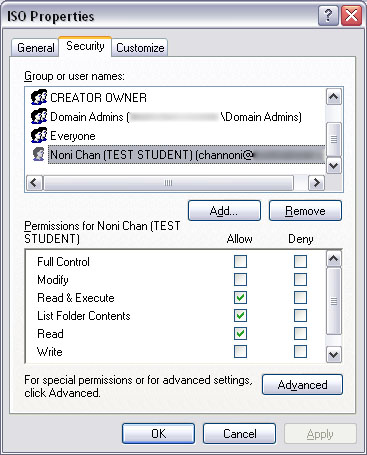 ISO Properties
General Security Customize
Group or user names:
CREATOR OWNER
Domain Admins ( \Domain Admins)
Everyone
Noni Chan (TEST STUDENT) (channoni@
Add... Remove
Permissions for Noni Chan (TEST
STUDENT) Allow Deny
Full Control
Modify
Read & Execute
List Folder Contents
Read
Write
For special permissions or for advanced settings,
click Advanced. Advanced
OK Cancel Apply